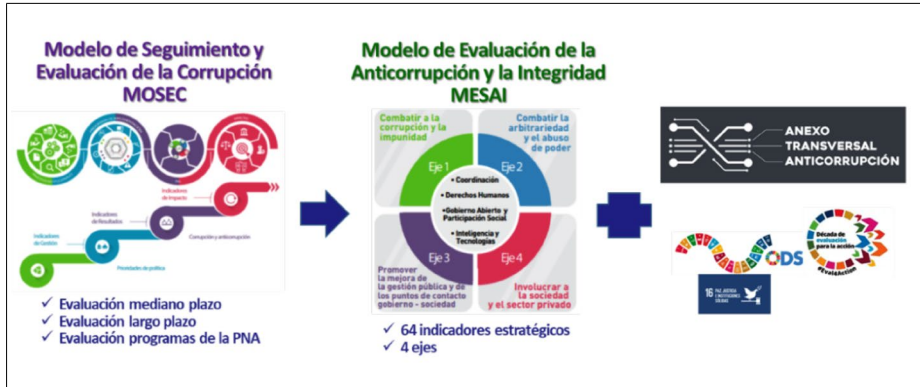 Modelo de Seguimiento y
Evaluación de la Corrupción
MOSEC
Indicadores
de Impacto
Indicadores
de Resultados
Indicadores
de Gestión
Corrupción y anticorrupción
Prioridades de política
✓ Evaluación mediano plazo
✓ Evaluación largo plazo
✓ Evaluación programas de la PNA
Modelo de Evaluación de la
Anticorrupción y la Integridad
MESAI
Combatir a la
corrupción y la
impunidad
Combatir la
arbitrariedad
y el abuso
de poder
Eje 1
Eje 2
• Coordinación
• Derechos Humanos
• Gobierno Abierto y
Participación Social
• Inteligencia y
Tecnologías
Eje 3
Eje 4
Promover
la mejora de
la gestión pública y de
los puntos de contacto
gobierno - sociedad
Involucrar a
la sociedad
y el sector privado
✓ 64 indicadores estratégicos
✓ 4 ejes
ANEXO
TRANSVERSAL
ANTICORRUPCIÓN
ODS
Década de
evaluación
para la acción
#EvalAction
16 PAZ, JUSTICIA
E INSTITUCIONES
SÓLIDAS